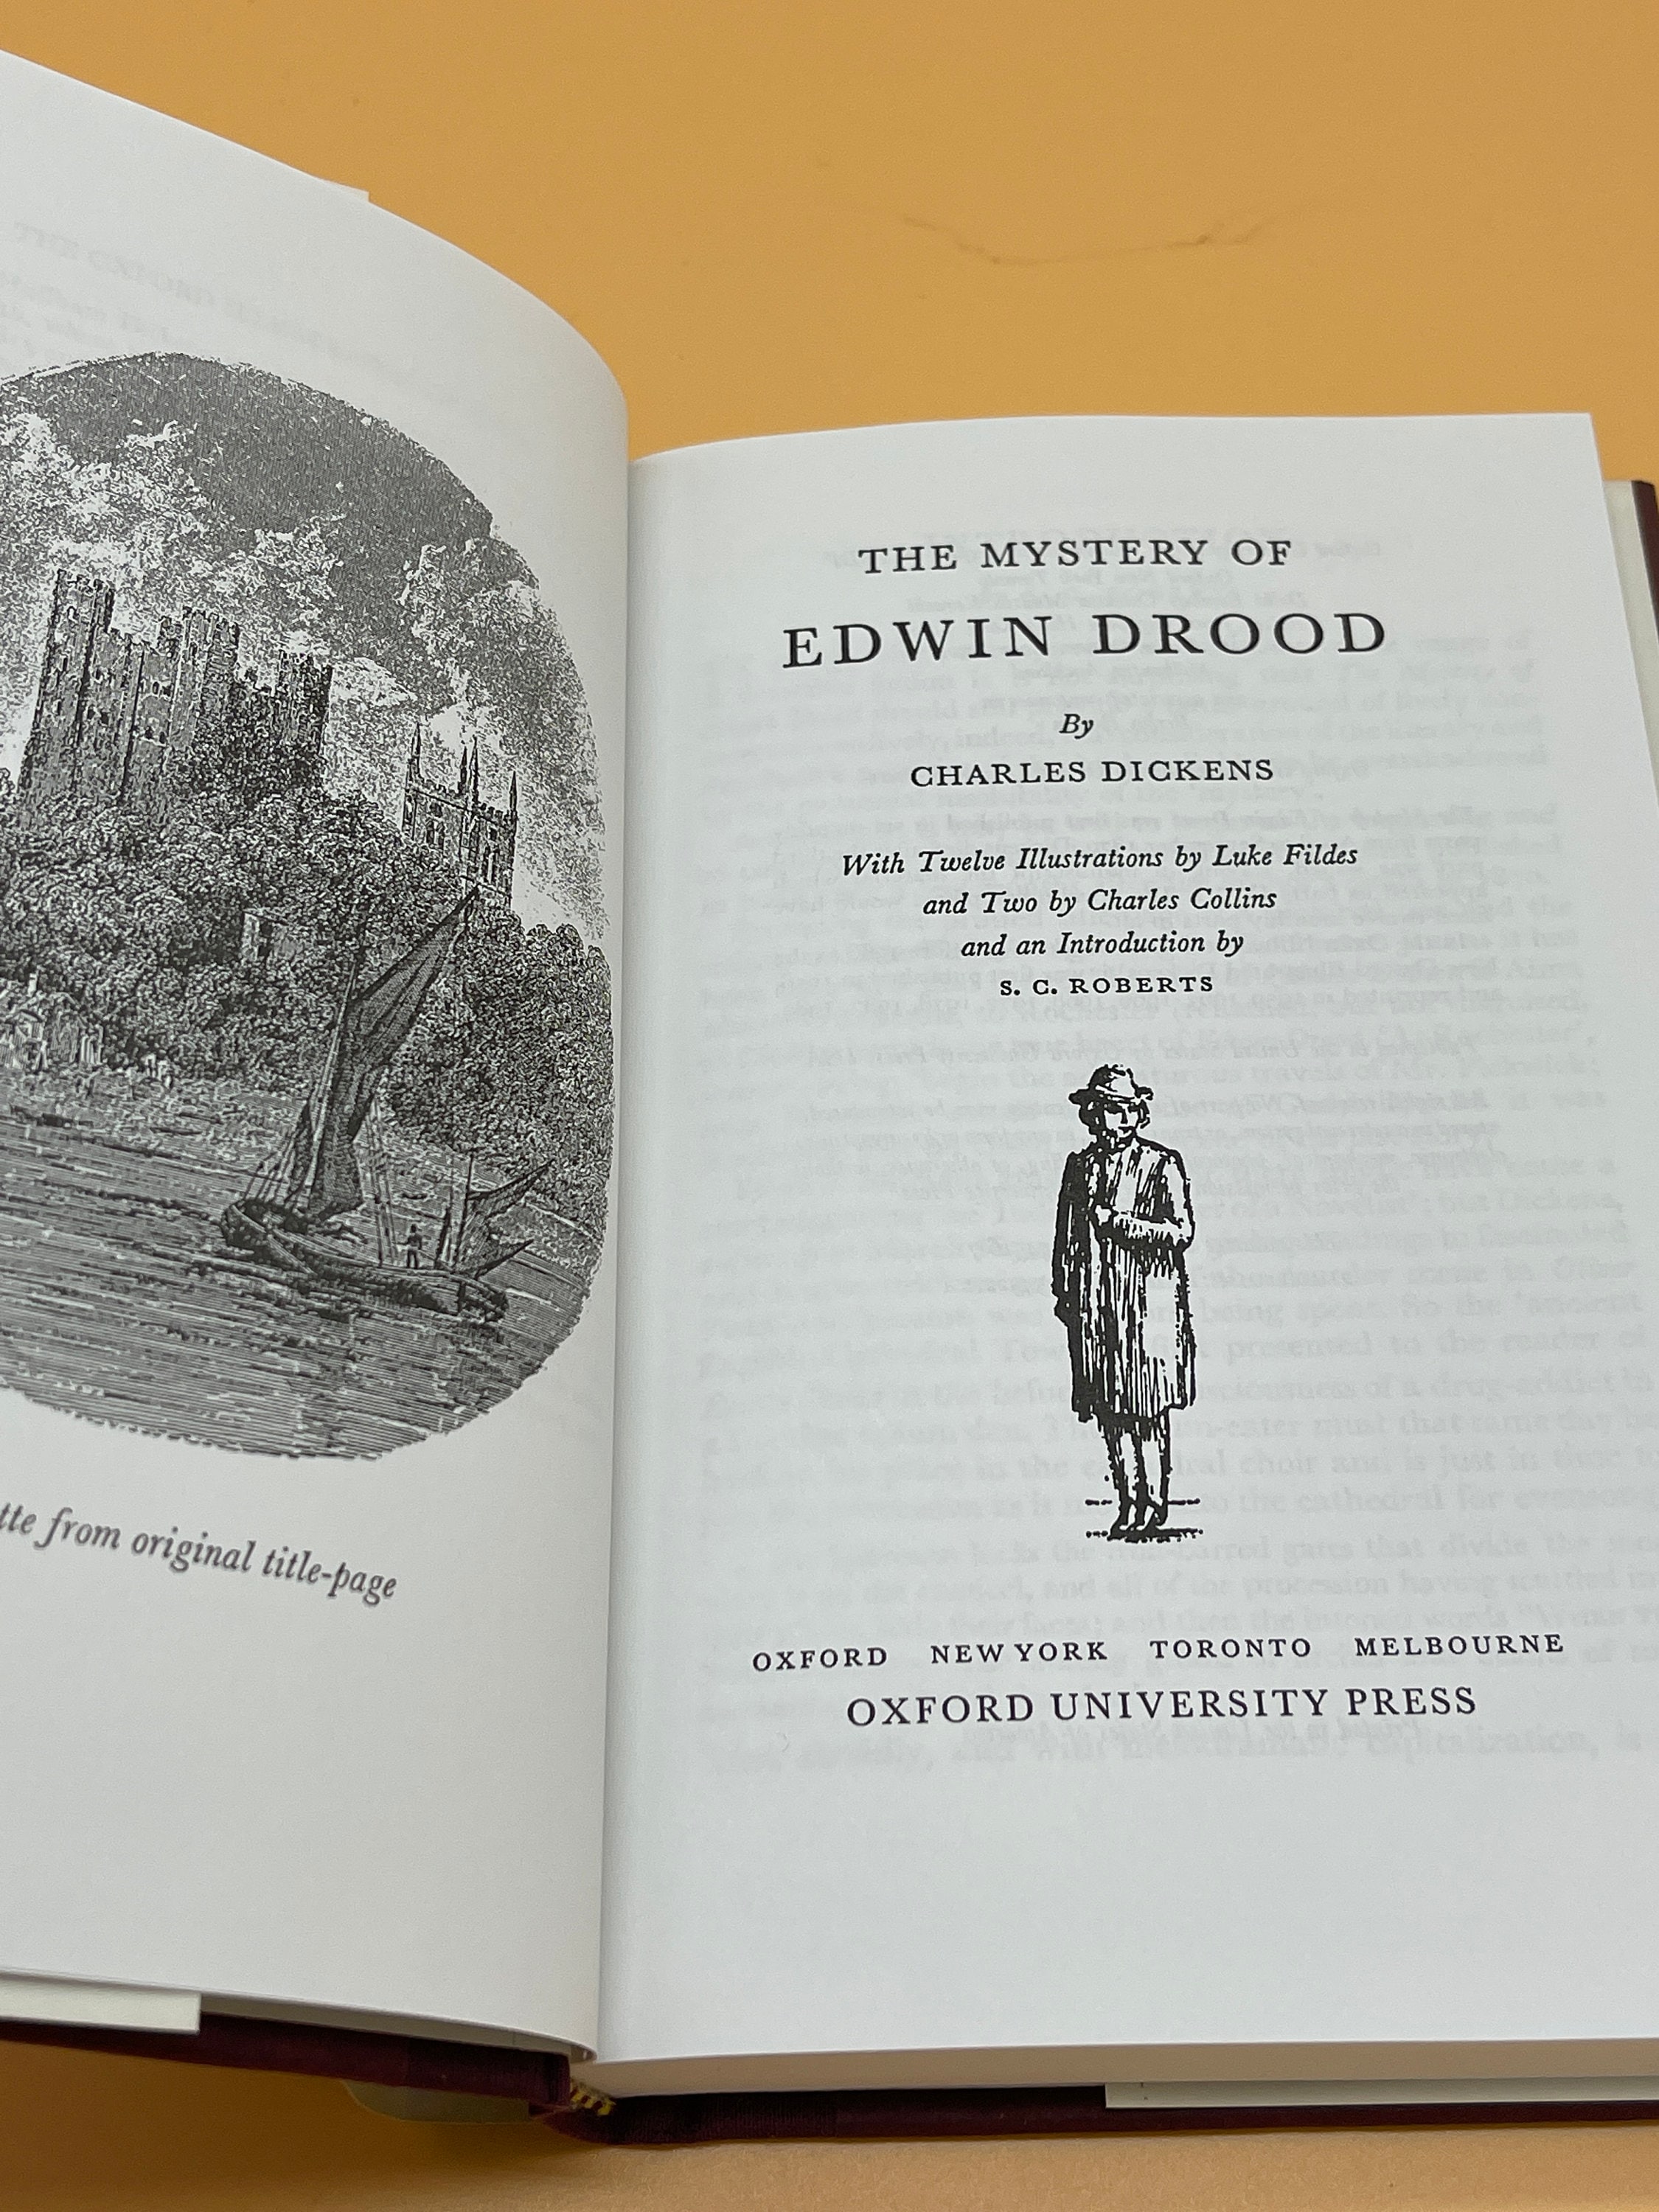 tte from original title-page
THE MYSTERY OF
EDWIN DROOD
By
CHARLES DICKENS
With Twelve Illustrations by Luke Fildes
and Two by Charles Collins
and an Introduction by
S. C. ROBERTS
OXFORD NEW YORK TORONTO MELBOURNE
OXFORD UNIVERSITY PRESS